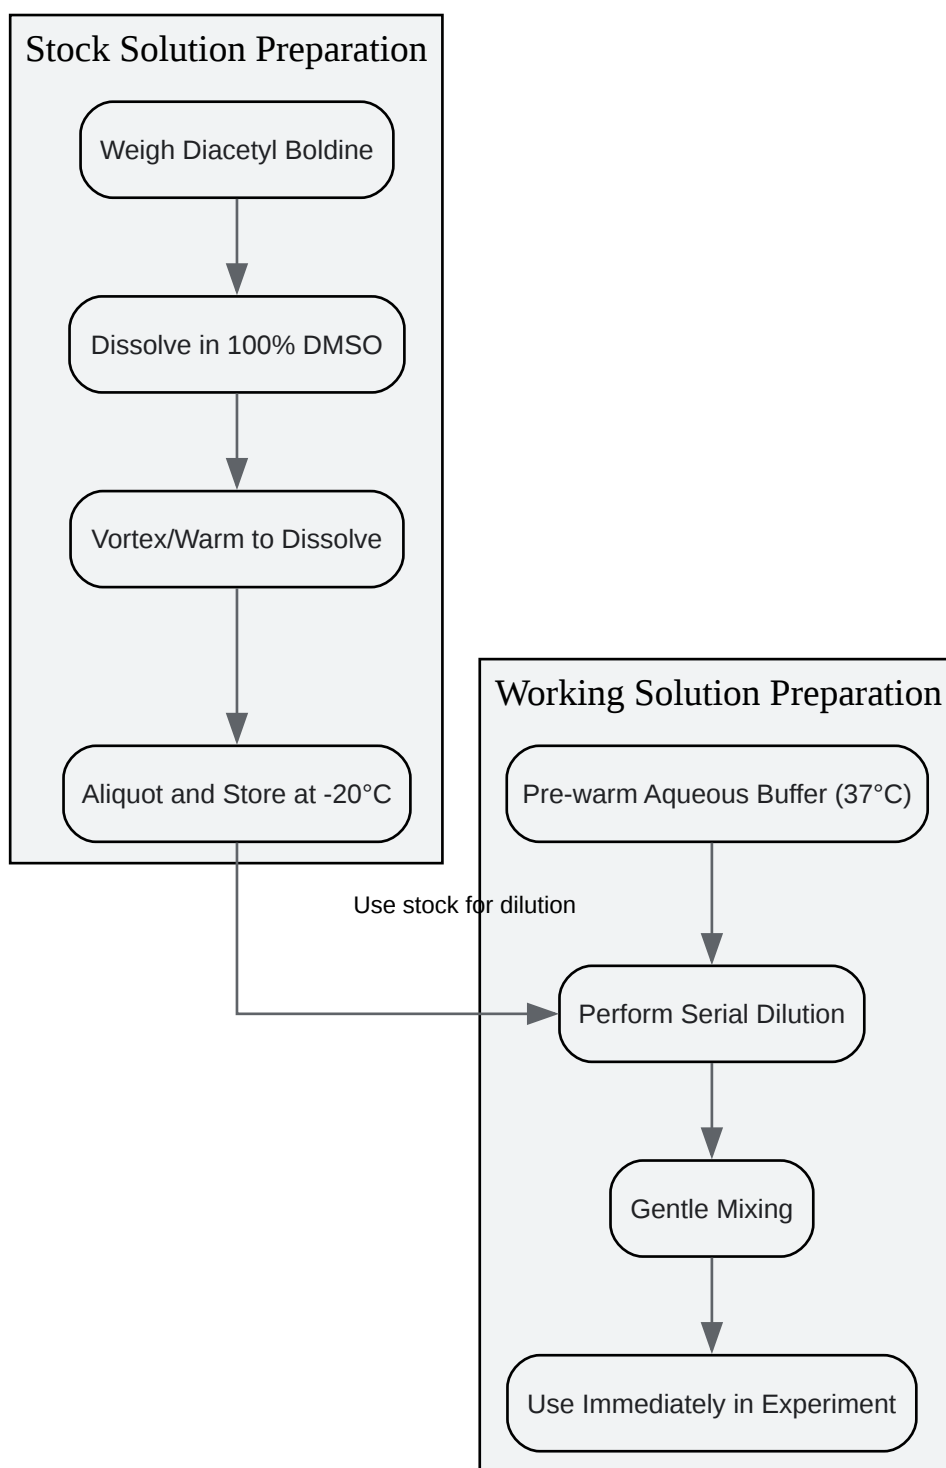 Stock Solution Preparation
Weigh Diacetyl Boldine
Dissolve in 100% DMSO
Vortex/Warm to Dissolve
Aliquot and Store at -20°C
Use stock for dilution
Working Solution Preparation
Pre-warm Aqueous Buffer (37°C)
Perform Serial Dilution
Gentle Mixing
Use Immediately in Experiment